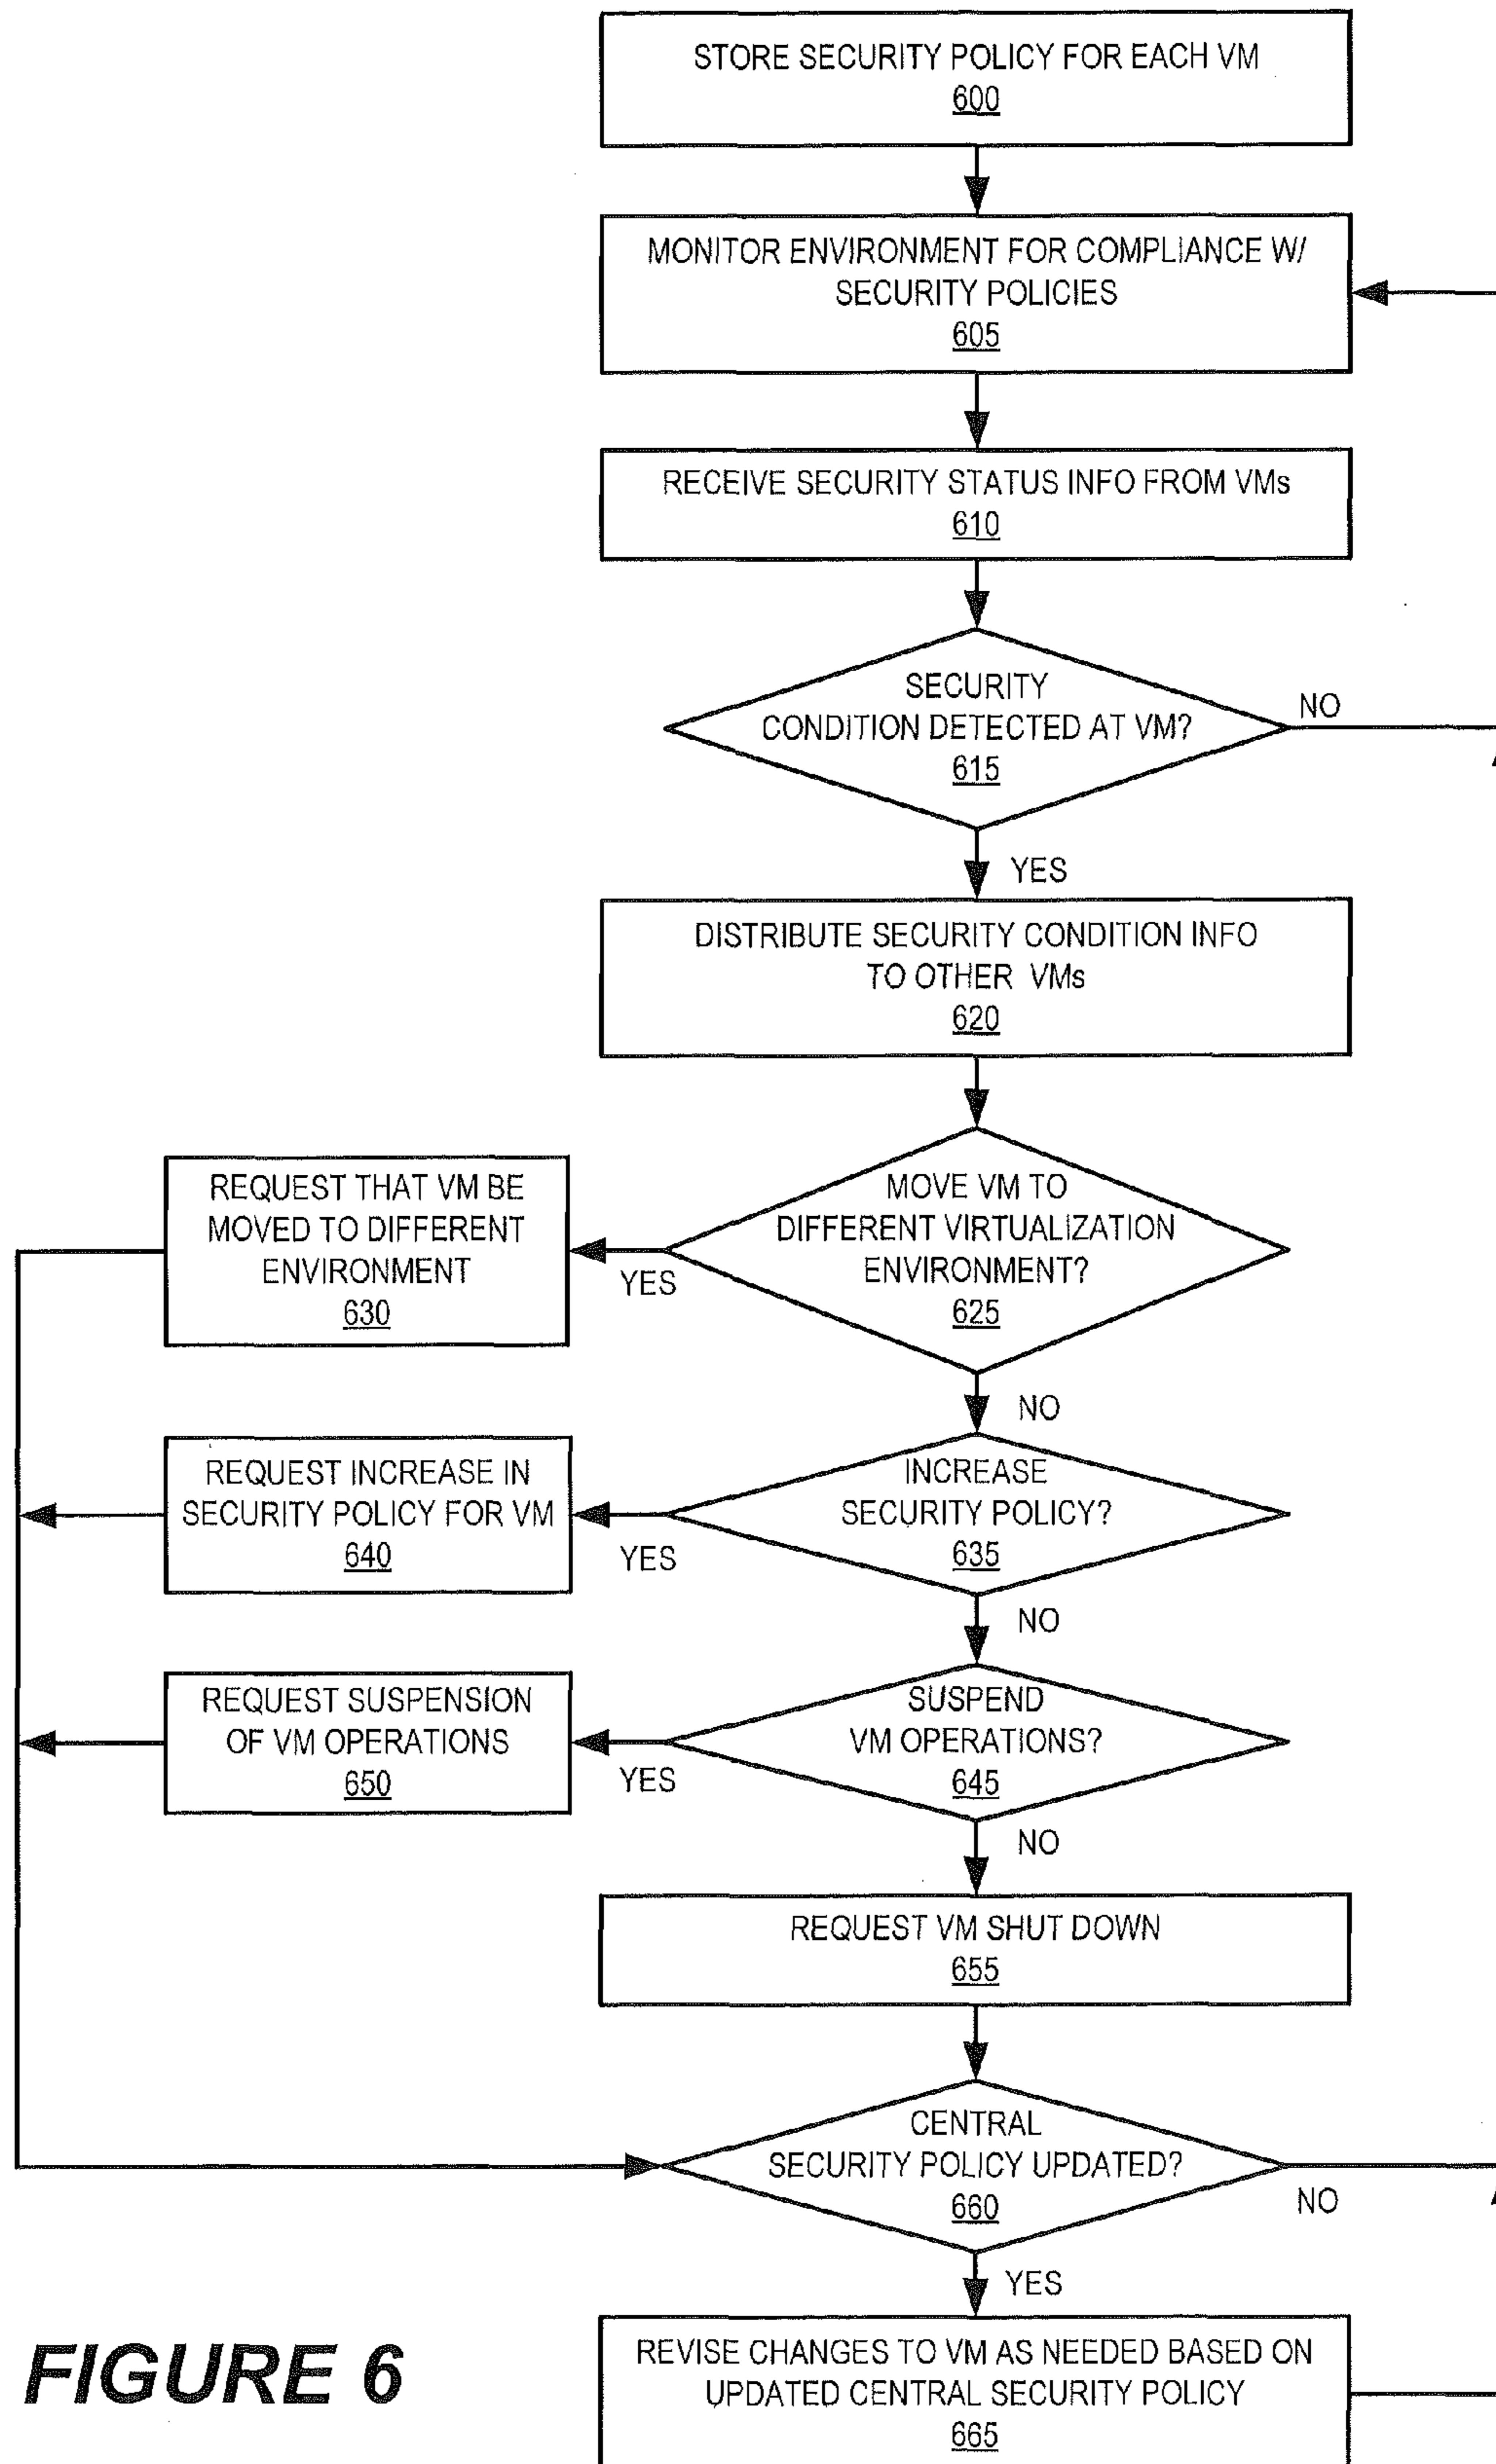 STORE SECURITY POLICY FOR EACH VM
600
MONITOR ENVIRONMENT FOR COMPLIANCE W/
SECURITY POLICIES
605
RECEIVE SECURITY STATUS INFO FROM VMs
610
SECURITY
CONDITION DETECTED AT VM?
615
NO
YES
DISTRIBUTE SECURITY CONDITION INFO
TO OTHER VMs
620
MOVE VM TO
DIFFERENT VIRTUALIZATION
ENVIRONMENT?
625
YES
REQUEST THAT VM BE
MOVED TO DIFFERENT
ENVIRONMENT
630
NO
INCREASE
SECURITY POLICY?
635
YES
REQUEST INCREASE IN
SECURITY POLICY FOR VM
640
NO
SUSPEND
VM OPERATIONS?
645
YES
REQUEST SUSPENSION
OF VM OPERATIONS
650
NO
REQUEST VM SHUT DOWN
655
CENTRAL
SECURITY POLICY UPDATED?
660
NO
YES
REVISE CHANGES TO VM AS NEEDED BASED ON
UPDATED CENTRAL SECURITY POLICY
665
FIGURE 6